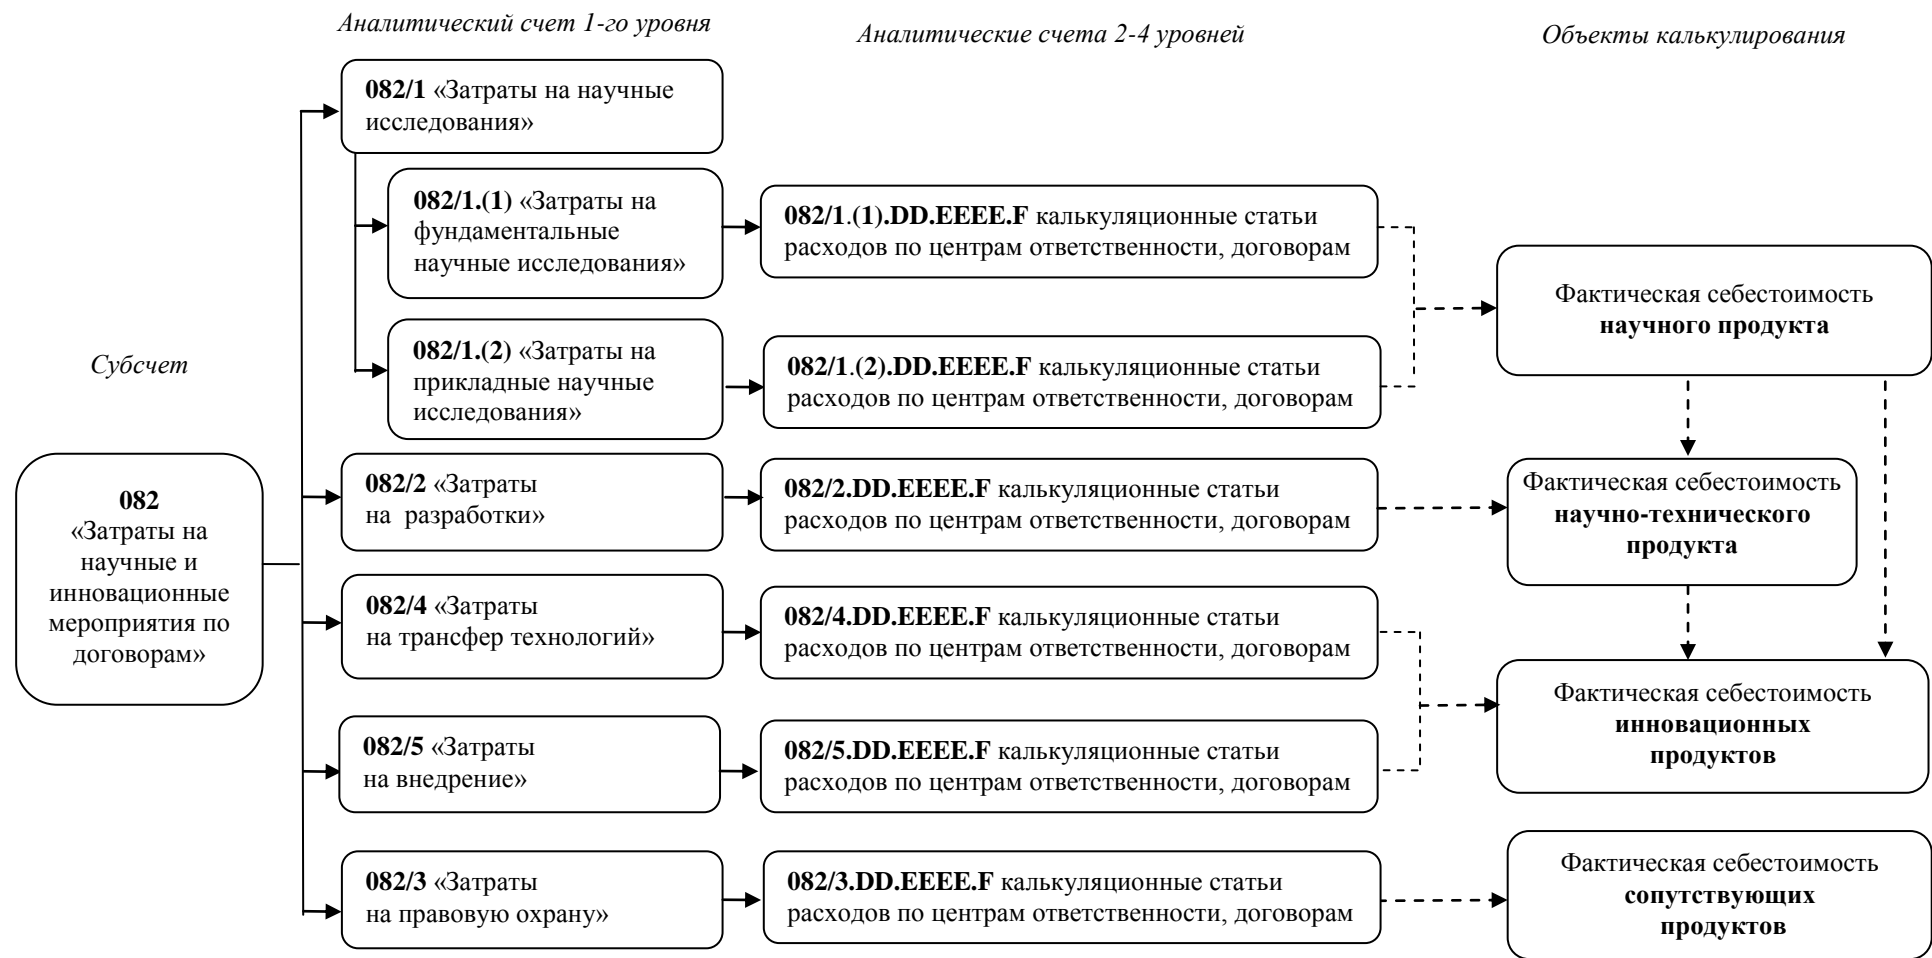 Аналитический счет 1-го уровня
Аналитические счета 2-4 уровней
Объекты калькулирования
Субсчет
082
«Затраты на
научные и
инновационные
мероприятия по
договорам»
082/1 «Затраты на научные
исследования»
082/1.(1) «Затраты на
фундаментальные
научные исследования»
082/1.(1).DD.EEEE.F калькуляционные статьи
расходов по центрам ответственности, договорам
082/1.(2) «Затраты на
прикладные научные
исследования»
082/1.(2).DD.EEEE.F калькуляционные статьи
расходов по центрам ответственности, договорам
Фактическая себестоимость
научного продукта
082/2 «Затраты
на разработки»
082/2.DD.EEEE.F калькуляционные статьи
расходов по центрам ответственности, договорам
Фактическая себестоимость
научно-технического
продукта
082/4 «Затраты
на трансфер технологий»
082/4.DD.EEEE.F калькуляционные статьи
расходов по центрам ответственности, договорам
082/5 «Затраты
на внедрение»
082/5.DD.EEEE.F калькуляционные статьи
расходов по центрам ответственности, договорам
Фактическая себестоимость
инновационных
продуктов
082/3 «Затраты
на правовую охрану»
082/3.DD.EEEE.F калькуляционные статьи
расходов по центрам ответственности, договорам
Фактическая себестоимость
сопутствующих
продуктов